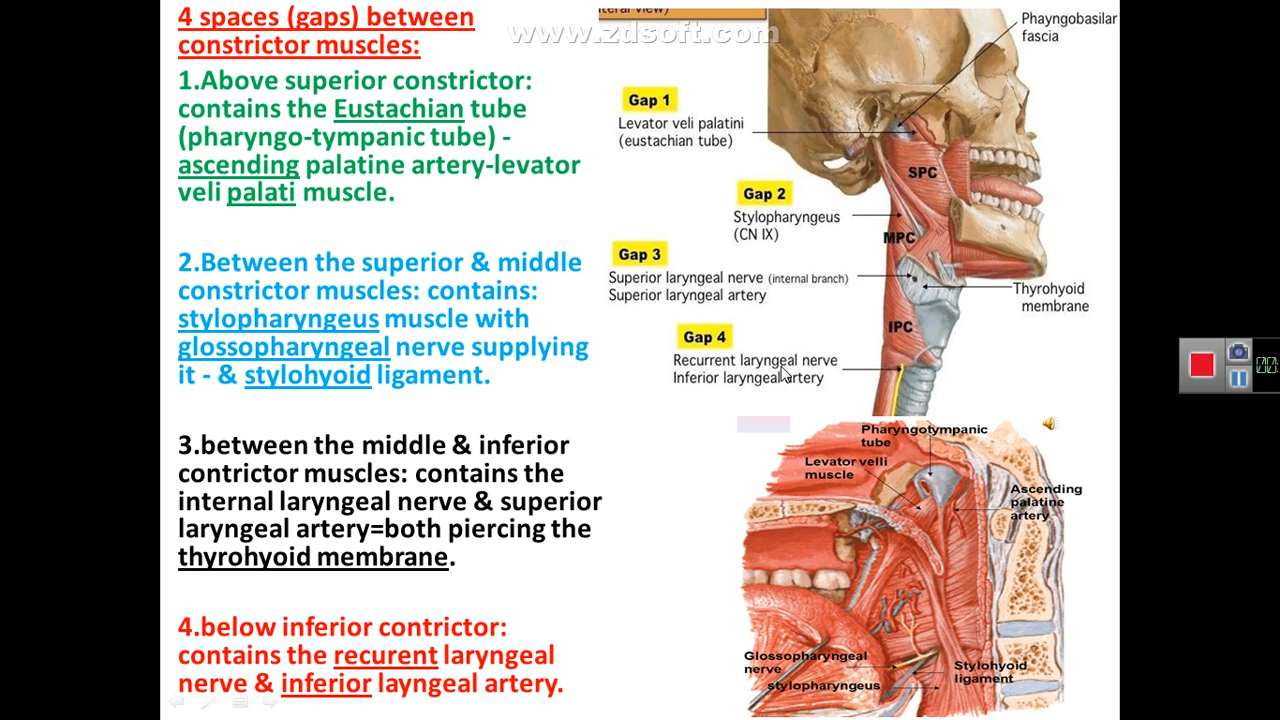 4 spaces (gaps) between
constrictor muscles:
1.Above superior constrictor:
contains the Eustachian tube
(pharyngo-tympanic tube) -
ascending palatine artery-levator
veli palati muscle.
2.Between the superior & middle
constrictor muscles: contains:
stylopharyngeus muscle with
glossopharyngeal nerve supplying
it - & stylohyoid ligament.
3.between the middle & inferior
contrictor muscles: contains the
internal laryngeal nerve & superior
laryngeal artery=both piercing the
thyrohyoid membrane.
4.below inferior contrictor:
contains the recurent laryngeal
nerve & inferior layngeal artery.
www.zdsoft.com
view)
Phayngobasilar
fascia
Gap 1
Levator veli palatini
(eustachian tube)
SPC
Gap 2
Stylopharyngeus
(CN IX)
MPC
Gap 3
Superior laryngeal nerve (internal branch)
Superior laryngeal artery
Thyrohyoid
membrane
IPC
Gap 4
Recurrent laryngeal nerve
Inferior laryngeal artery
Pharyngotympanic
tube
Levator velli
muscle
Ascending
palatine
artery
Glossopharyngeal
nerve
stylopharyngeus
Stylohyoid
ligament